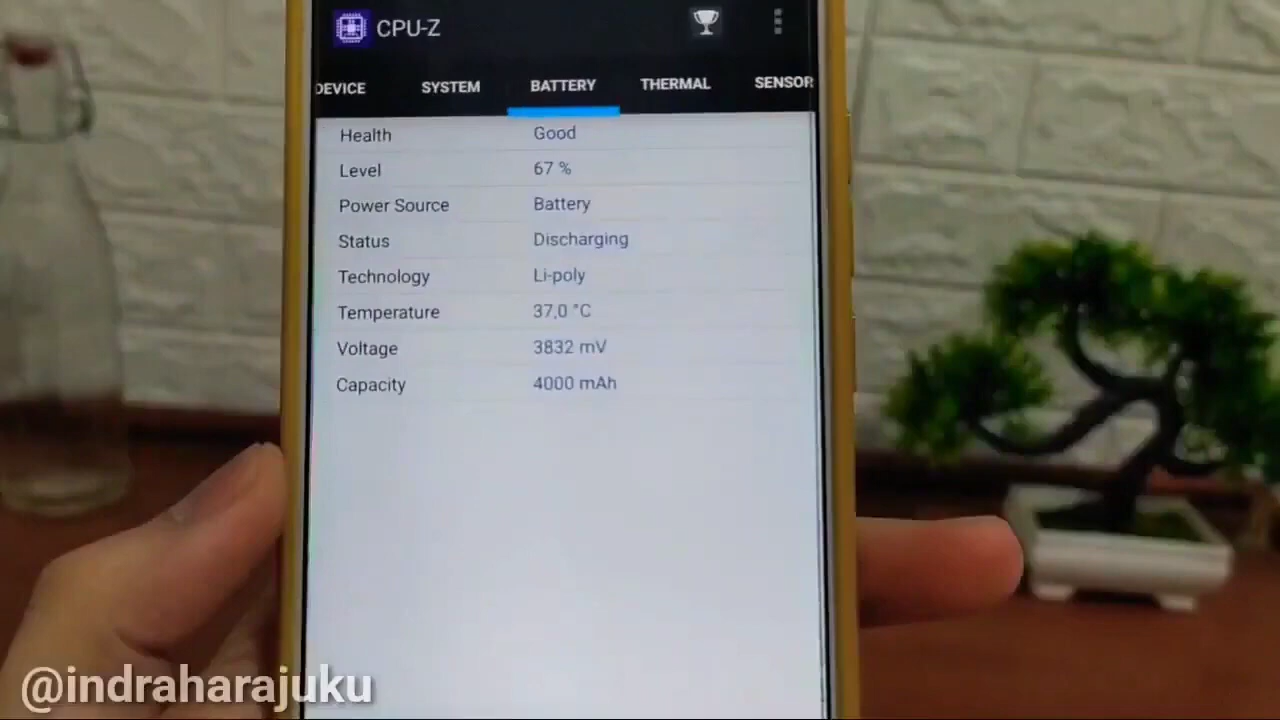 CPU-Z
DEVICE SYSTEM BATTERY THERMAL SENSOR
Health Good
Level 67 %
Power Source Battery
Status Discharging
Technology Li-poly
Temperature 37,0 °C
Voltage 3832 mV
Capacity 4000 mAh
@indraharajuku